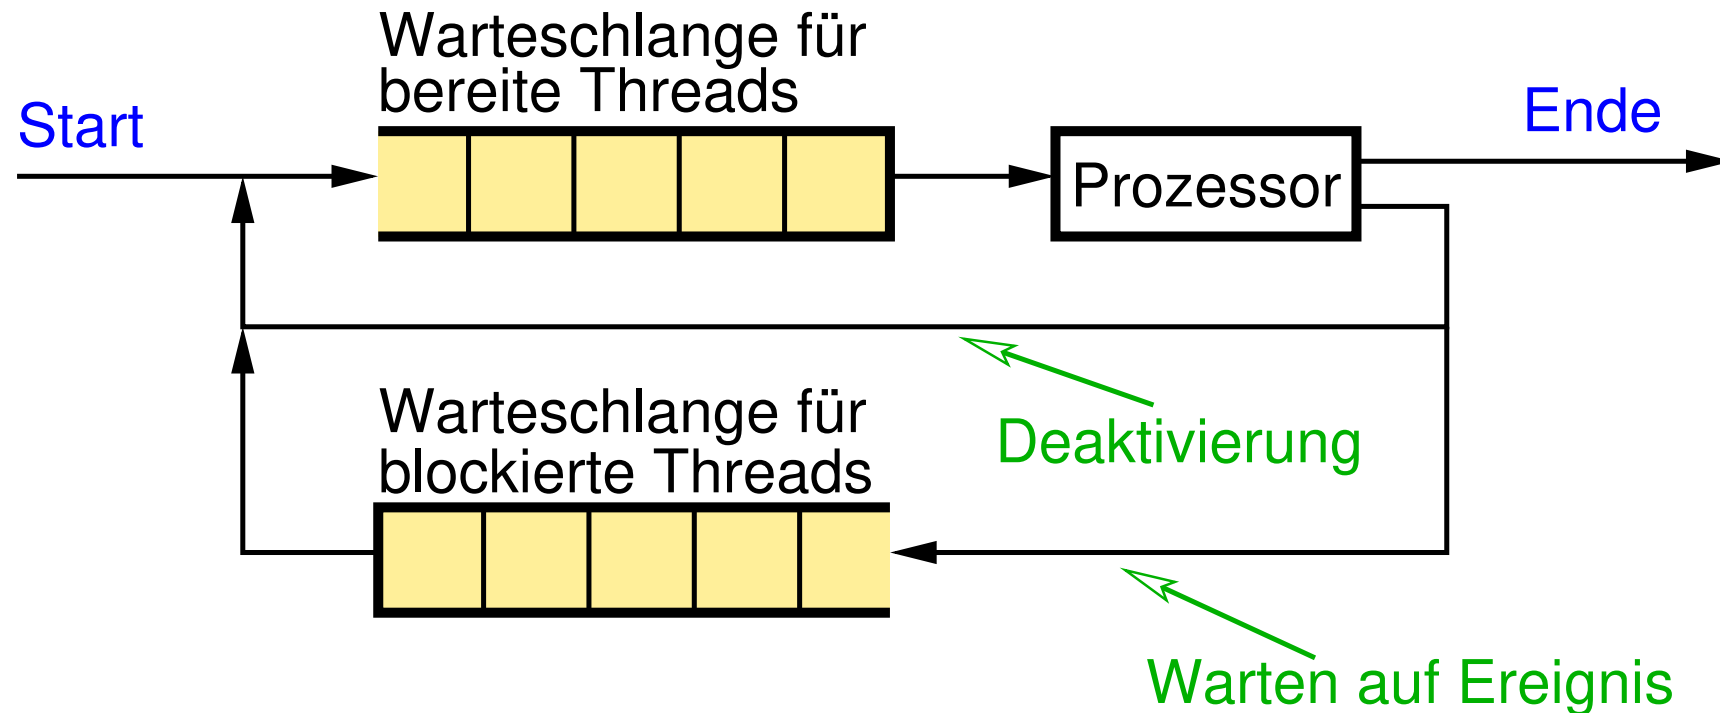 Warteschlange für
bereite Threads
Start
Ende
Prozessor
Warteschlange für
blockierte Threads
Deaktivierung
Warten auf Ereignis